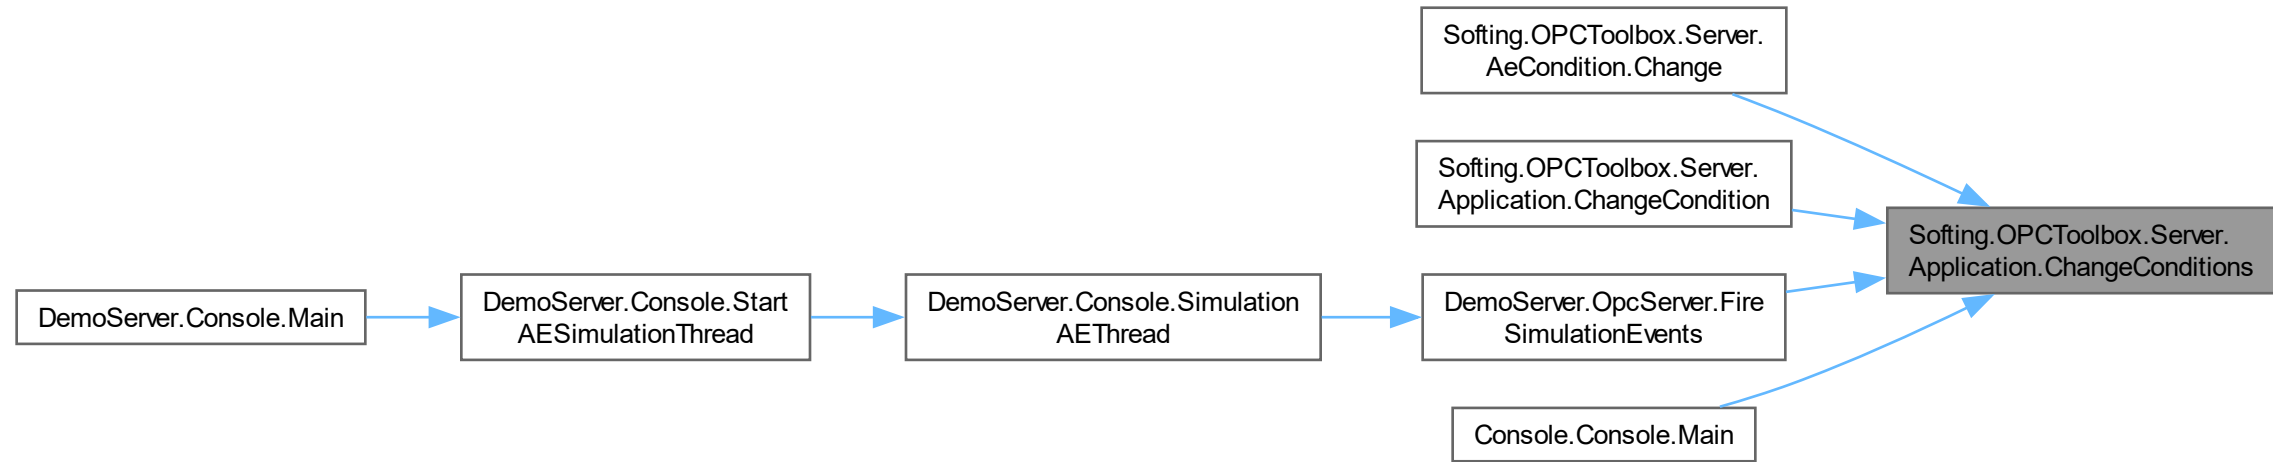 Softing.OPCToolbox.Server.
AeCondition.Change
Softing.OPCToolbox.Server.
Application.ChangeCondition
Softing.OPCToolbox.Server.
Application.ChangeConditions
DemoServer.Console.Main
DemoServer.Console.Start
AESimulationThread
DemoServer.Console.Simulation
AEThread
DemoServer.OpcServer.Fire
SimulationEvents
Console.Console.Main